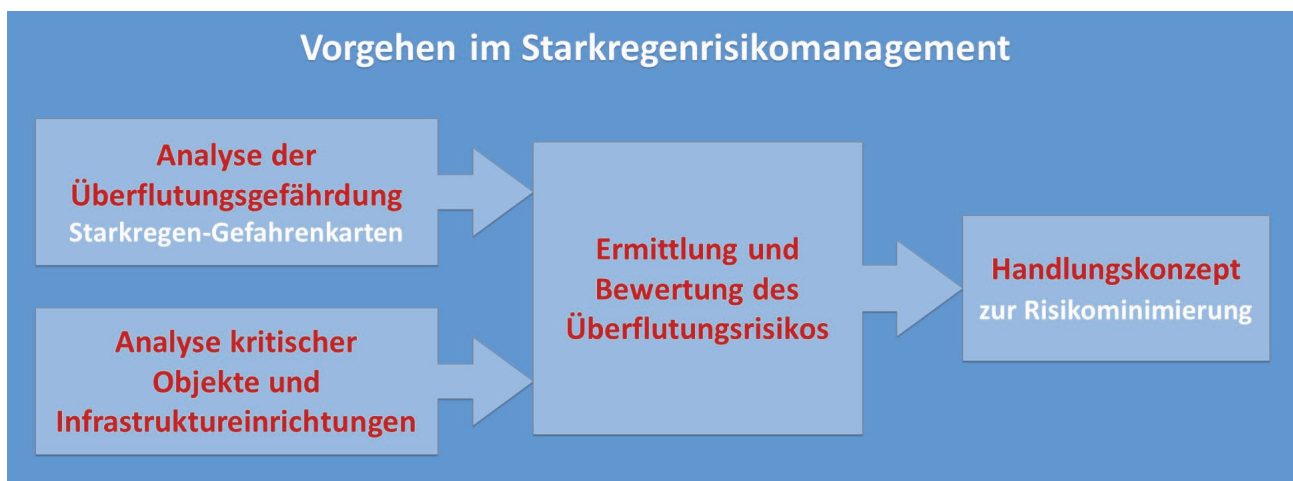 Vorgehen im Starkregenrisikomanagement
Analyse der
Überflutungsgefährdung
Starkregen-Gefahrenkarten
Analyse kritischer
Objekte und
Infrastruktureinrichtungen
Ermittlung und
Bewertung des
Überflutungsrisikos
Handlungskonzept
zur Risikominimierung